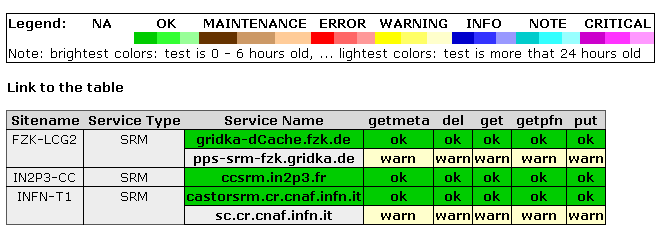 Legend: NA OK MAINTENANCE ERROR WARNING INFO NOTE CRITICAL
Note: brightest colors: test is 0 - 6 hours old, ... lightest colors: test is more that 24 hours old
Link to the table
Sitename Service Type Service Name getmeta del get getpfn put
FZK-LCG2 SRM gridka-dCache.fzk.de ok ok ok ok ok
pps-srm-fzk.gridka.de warn warn warn warn warn
IN2P3-CC SRM ccsrm.in2p3.fr ok ok ok ok ok
INFN-T1 SRM castorsrm.cr.cnaf.infn.it ok ok ok ok ok
sc.cr.cnaf.infn.it warn warn warn warn warn